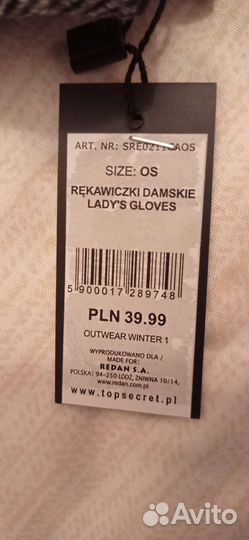 ART. NR: SRE0211CAOS
SIZE: OS
RĘKAWICZKI DAMSKIE
LADY'S GLOVES
5 900017 289748
PLN 39.99
OUTWEAR WINTER 1
WYPRODUKOWANO DLA /
MADE FOR:
REDAN S.A.
POLSKA: 94-250 ŁÓDŹ, ŻNIWNA 10/14,
www.redan.com.pl
www.topsecret.pl
Avito